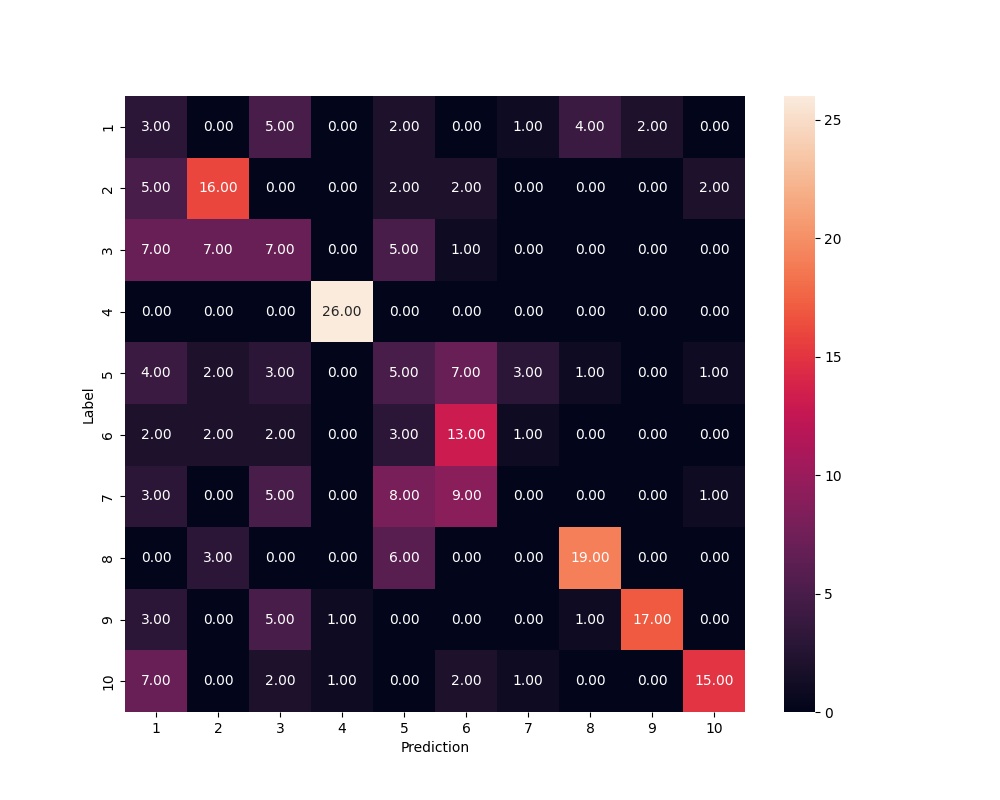 1 3.00 0.00 5.00 0.00 2.00 0.00 1.00 4.00 2.00 0.00
2 5.00 16.00 0.00 0.00 2.00 2.00 0.00 0.00 0.00 2.00
3 7.00 7.00 7.00 0.00 5.00 1.00 0.00 0.00 0.00 0.00
4 0.00 0.00 0.00 26.00 0.00 0.00 0.00 0.00 0.00 0.00
5 4.00 2.00 3.00 0.00 5.00 7.00 3.00 1.00 0.00 1.00
6 2.00 2.00 2.00 0.00 3.00 13.00 1.00 0.00 0.00 0.00
7 3.00 0.00 5.00 0.00 8.00 9.00 0.00 0.00 0.00 1.00
8 0.00 3.00 0.00 0.00 6.00 0.00 0.00 19.00 0.00 0.00
9 3.00 0.00 5.00 1.00 0.00 0.00 0.00 1.00 17.00 0.00
10 7.00 0.00 2.00 1.00 0.00 2.00 1.00 0.00 0.00 15.00
1 2 3 4 5 6 7 8 9 10
Prediction
Label
25
20
15
10
5
0